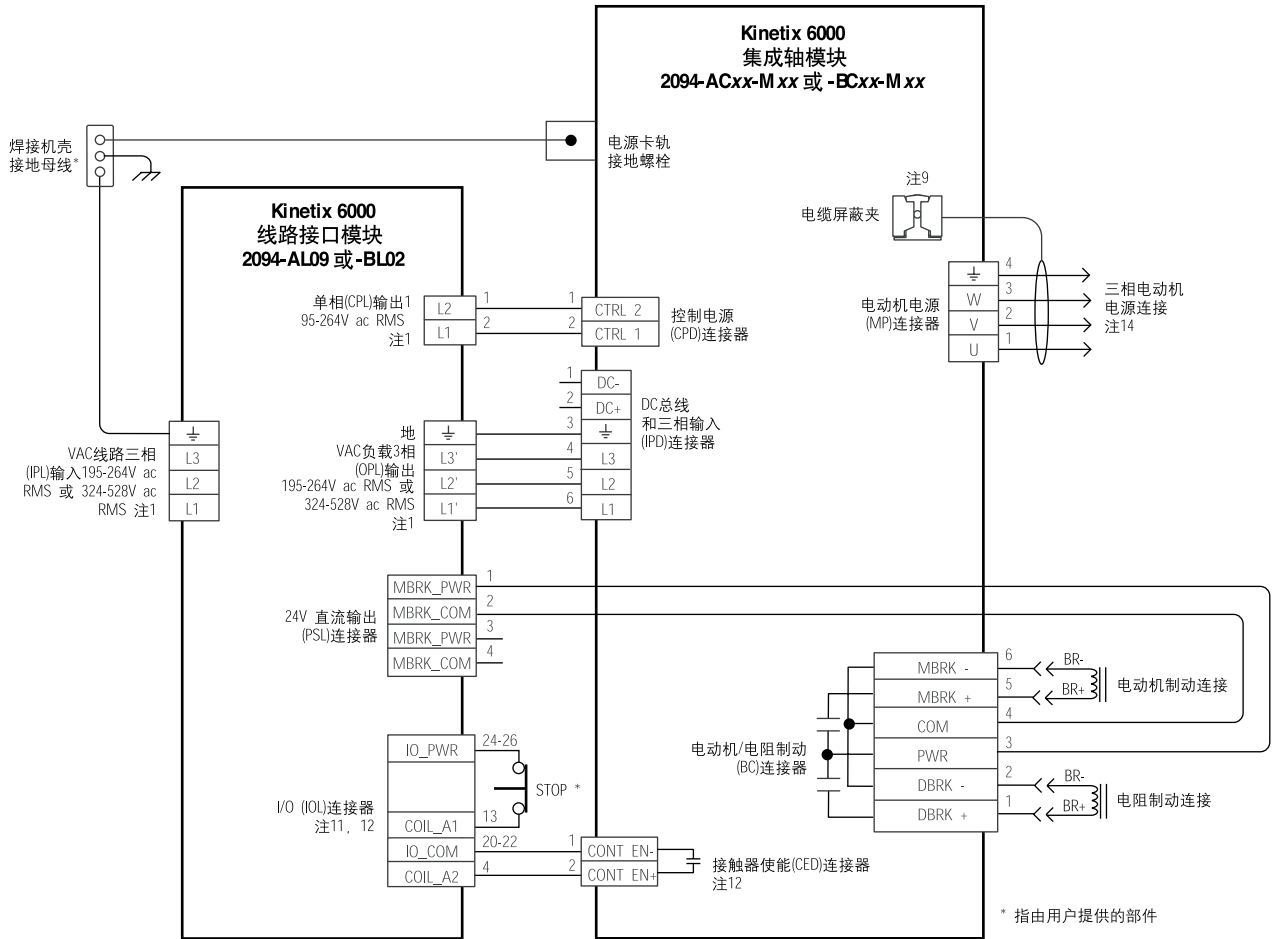 Kinetix 6000
集成轴模块
2094-ACxx-Mxx 或 -BCxx-Mxx
焊接机壳
接地母线*
电源卡轨
接地螺栓
注9
电缆屏蔽夹
Kinetix 6000
线路接口模块
2094-AL09 或 -BL02
单相(CPL)输出1
95-264V ac RMS
注1
L2
L1
1
2
1
2
CTRL 2
CTRL 1
控制电源
(CPD)连接器
电动机电源
(MP)连接器
W
V
U
4
3
2
1
三相电动机
电源连接
注14
1
2
3
4
5
6
DC-
DC+
L3
L2
L1
DC总线
和三相输入
(IPD)连接器
VAC线路三相
(IPL)输入195-264V ac
RMS 或 324-528V ac
RMS 注1
L3
L2
L1
地
VAC负载3相
(OPL)输出
195-264V ac RMS 或
324-528V ac RMS
注1
L3'
L2'
L1'
24V 直流输出
(PSL)连接器
MBRK_PWR
MBRK_COM
MBRK_PWR
MBRK_COM
1
2
3
4
电动机/电阻制动
(BC)连接器
MBRK -
MBRK +
COM
PWR
DBRK -
DBRK +
6
5
4
3
2
1
BR-
BR+
电动机制动连接
BR-
BR+
电阻制动连接
I/O (IOL)连接器
注11, 12
IO_PWR
COIL_A1
IO_COM
COIL_A2
24-26
13
20-22
4
STOP *
1
2
CONT EN-
CONT EN+
接触器使能(CED)连接器
注12
* 指由用户提供的部件